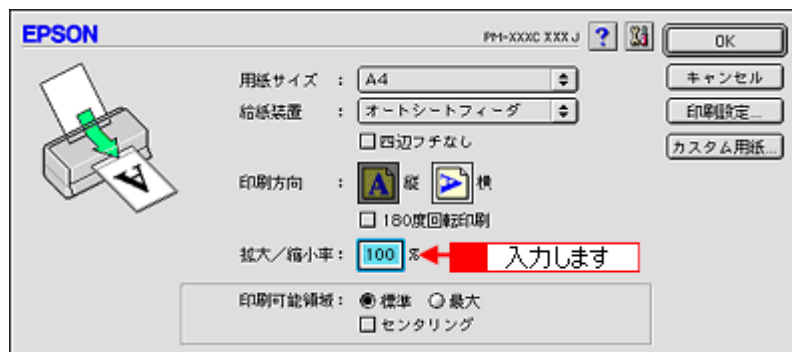 EPSON PM-XXXC XXX J ? OK
用紙サイズ : A4 キャンセル
給紙装置 : オートシートフィーダ 印刷設定...
四辺フチなし カスタム用紙...
印刷方向 : A 縦 A 横
180度回転印刷
拡大/縮小率: 100 % 入力します
印刷可能領域: 標準 最大
センタリング
A